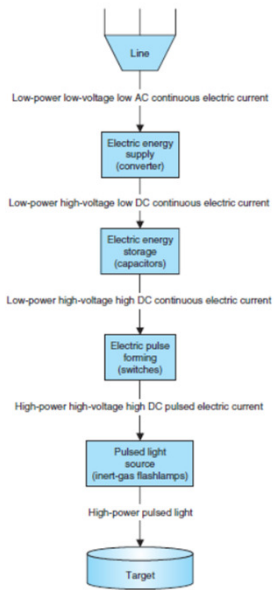 Line
Low-power low-voltage low AC continuous electric current
Electric energy
supply
(converter)
Low-power high-voltage low DC continuous electric current
Electric energy
storage
(capacitors)
Low-power high-voltage high DC continuous electric current
Electric pulse
forming
(switches)
High-power high-voltage high DC pulsed electric current
Pulsed light
source
(inert-gas flashlamps)
High-power pulsed light
Target